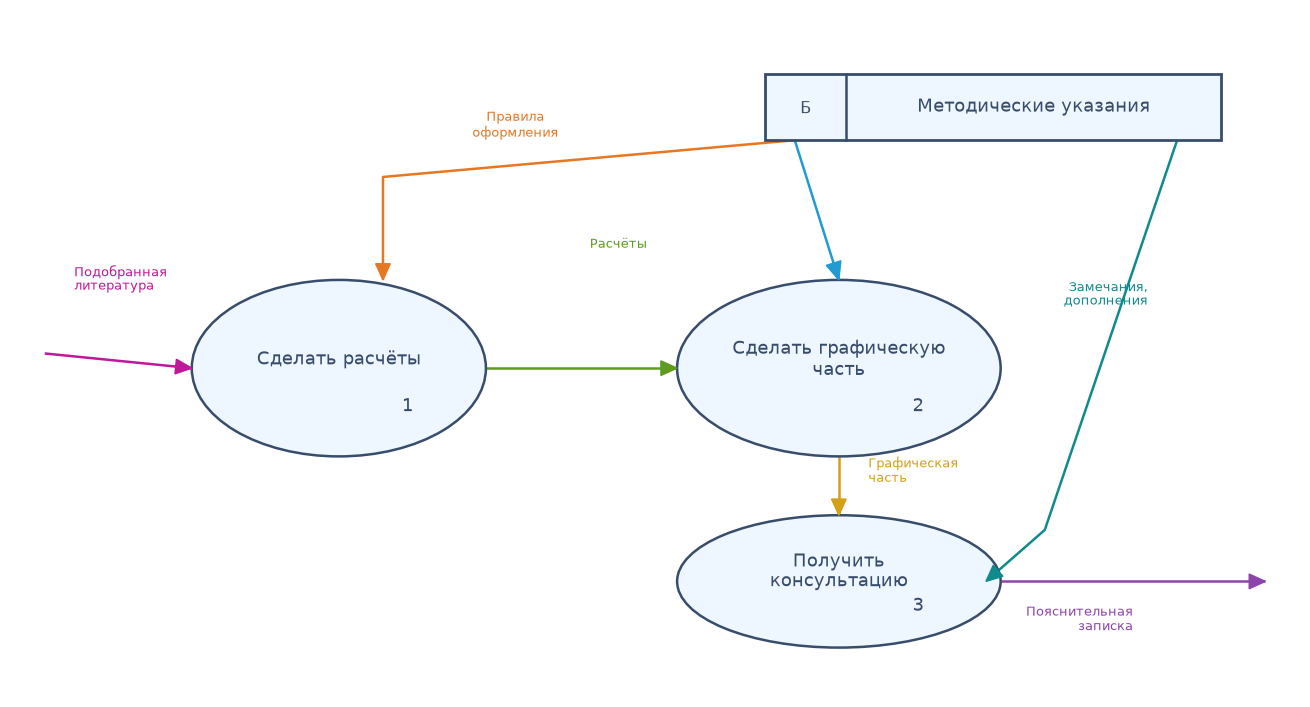 Б
Методические указания
Правила
оформления
Расчёты
Подобранная
литература
Замечания,
дополнения
Сделать расчёты
1
Сделать графическую
часть
2
Графическая
часть
Получить
консультацию
3
Пояснительная
записка